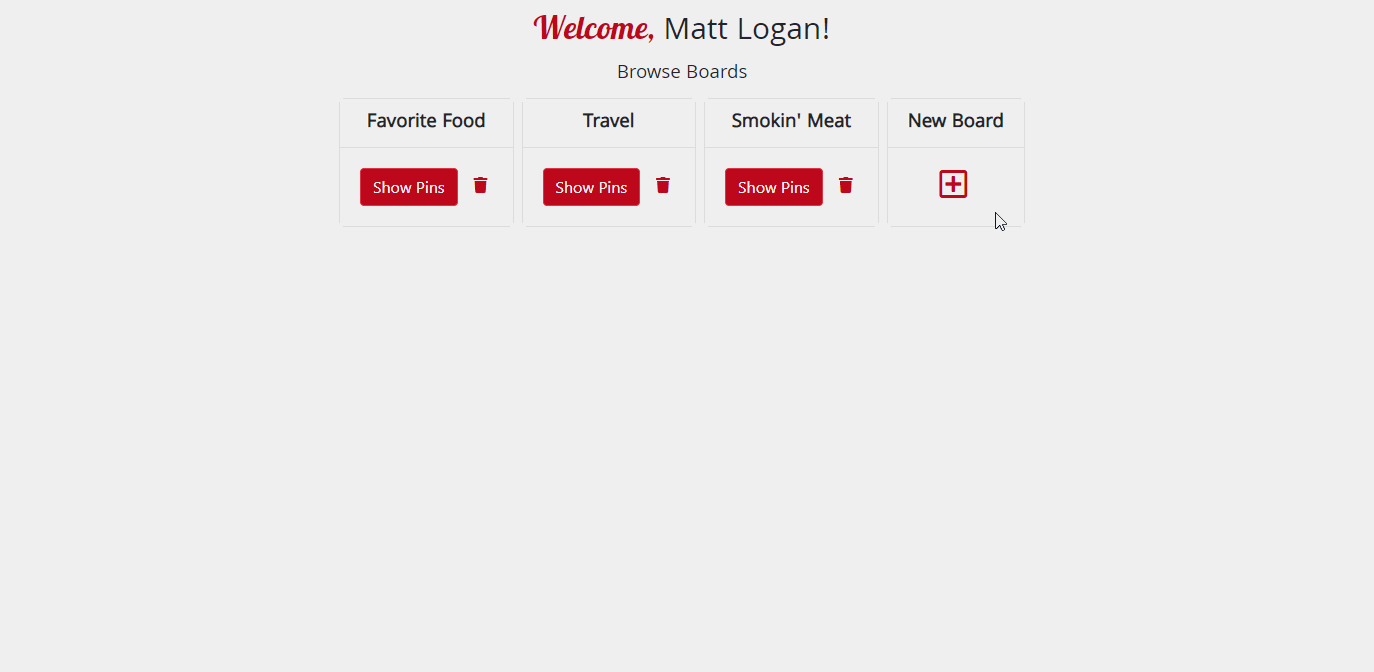 Welcome, Matt Logan!
Browse Boards
Favorite Food Travel Smokin' Meat New Board
Show Pins Show Pins Show Pins